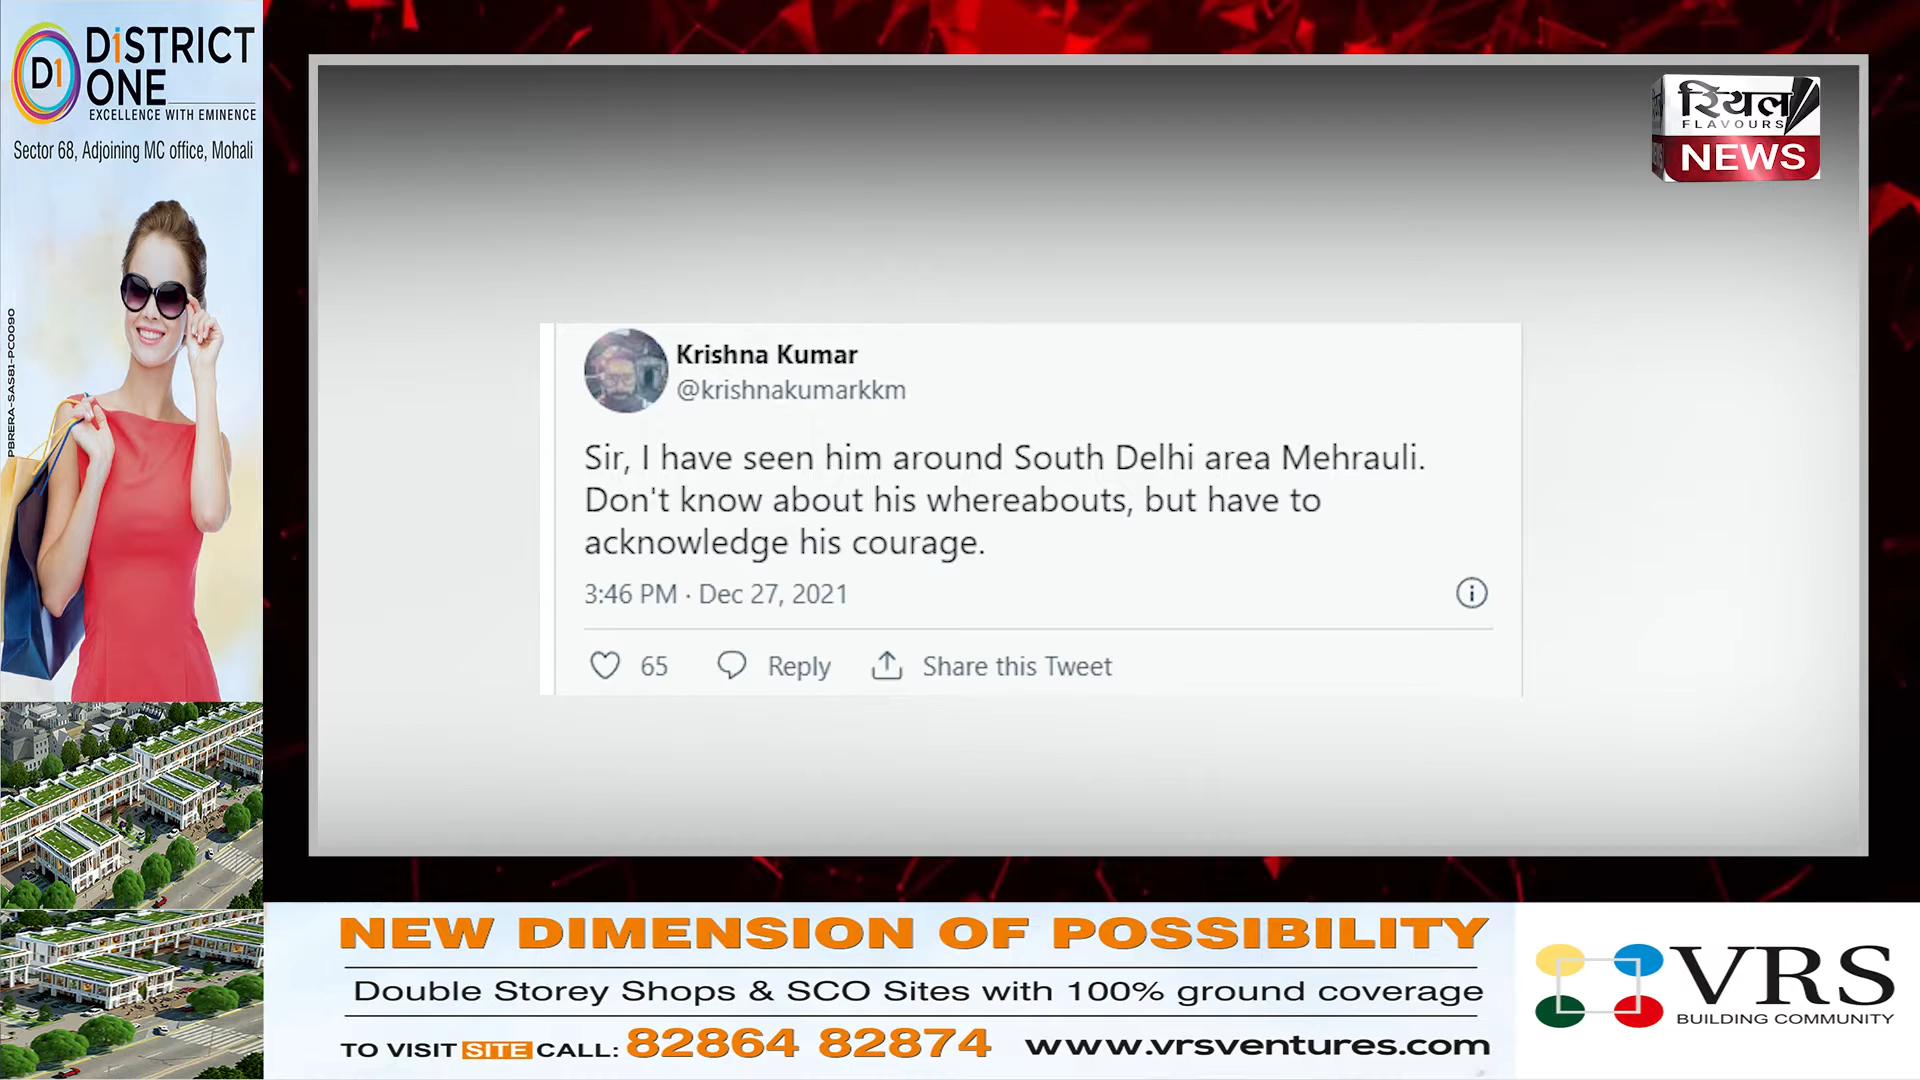 D1
DiSTRICT
ONE
EXCELLENCE WITH EMINENCE
Sector 68, Adjoining MC office, Mohali
PBRERA-SAS81-PC0090
रियल
FLAVOURS
NEWS
Krishna Kumar
@krishnakumarkkm
Sir, I have seen him around South Delhi area Mehrauli.
Don't know about his whereabouts, but have to
acknowledge his courage.
3:46 PM · Dec 27, 2021
65 Reply Share this Tweet
NEW DIMENSION OF POSSIBILITY
Double Storey Shops & SCO Sites with 100% ground coverage
TO VISIT SITE CALL: 82864 82874 www.vrsventures.com
VRS
BUILDING COMMUNITY